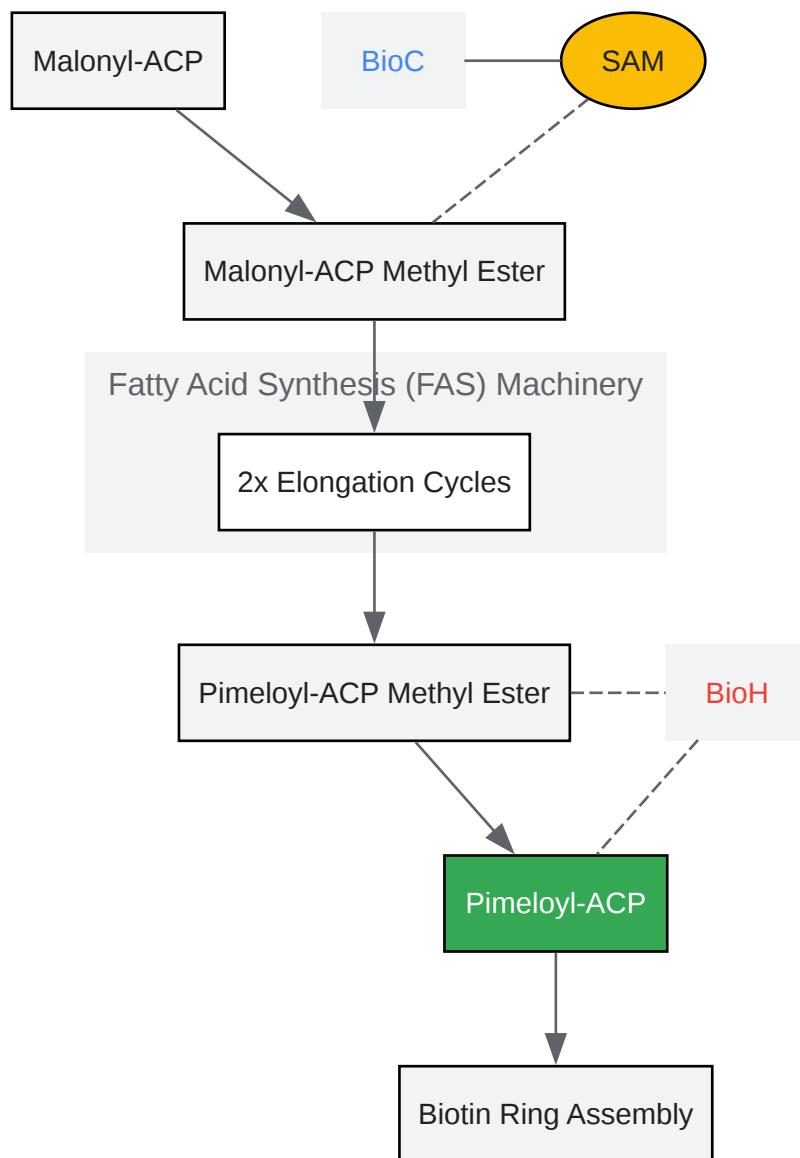 Malonyl-ACP
BioC
SAM
Malonyl-ACP Methyl Ester
Fatty Acid Synthesis (FAS) Machinery
2x Elongation Cycles
Pimeloyl-ACP Methyl Ester
BioH
Pimeloyl-ACP
Biotin Ring Assembly